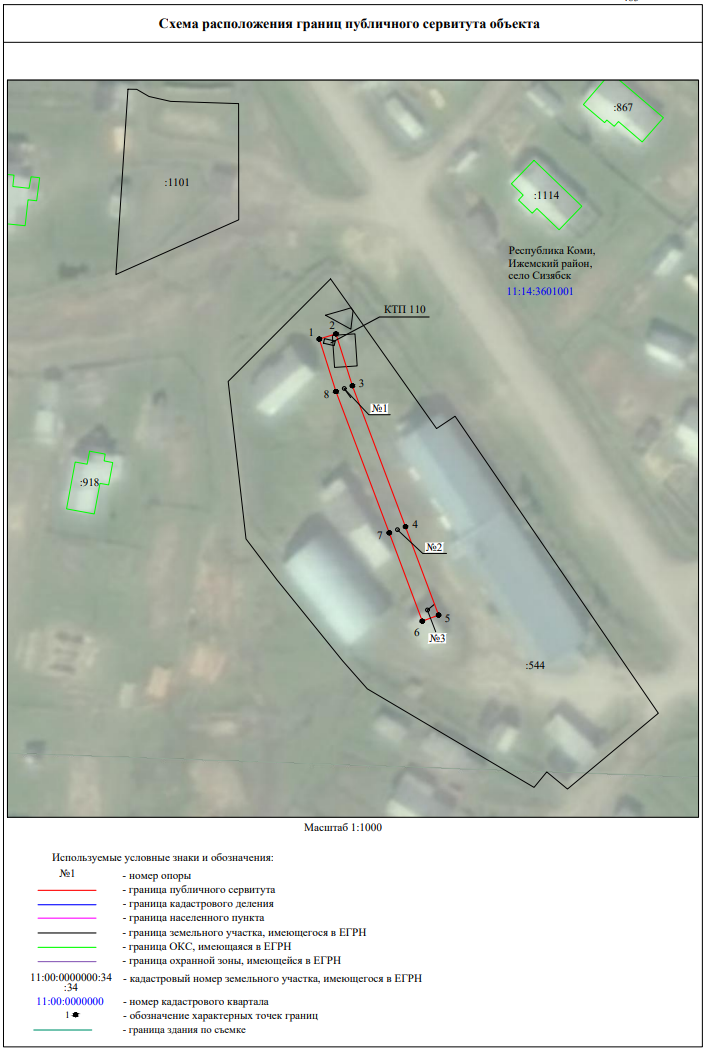 Схема расположения границ публичного сервитута объекта
:867
:1101
:1114
Республика Коми,
Ижемский район,
село Сизябск
11:14:3601001
КТП 110
1
2
3
8
№1
:918
4
7
№2
5
6
№3
:544
Масштаб 1:1000
Используемые условные знаки и обозначения:
№1 - номер опоры
- граница публичного сервитута
- граница кадастрового деления
- граница населенного пункта
- граница земельного участка, имеющегося в ЕГРН
- граница ОКС, имеющаяся в ЕГРН
- граница охранной зоны, имеющейся в ЕГРН
11:00:0000000:34 - кадастровый номер земельного участка, имеющегося в ЕГРН
:34
11:00:0000000 - номер кадастрового квартала
1 - обозначение характерных точек границ
- граница здания по съемке